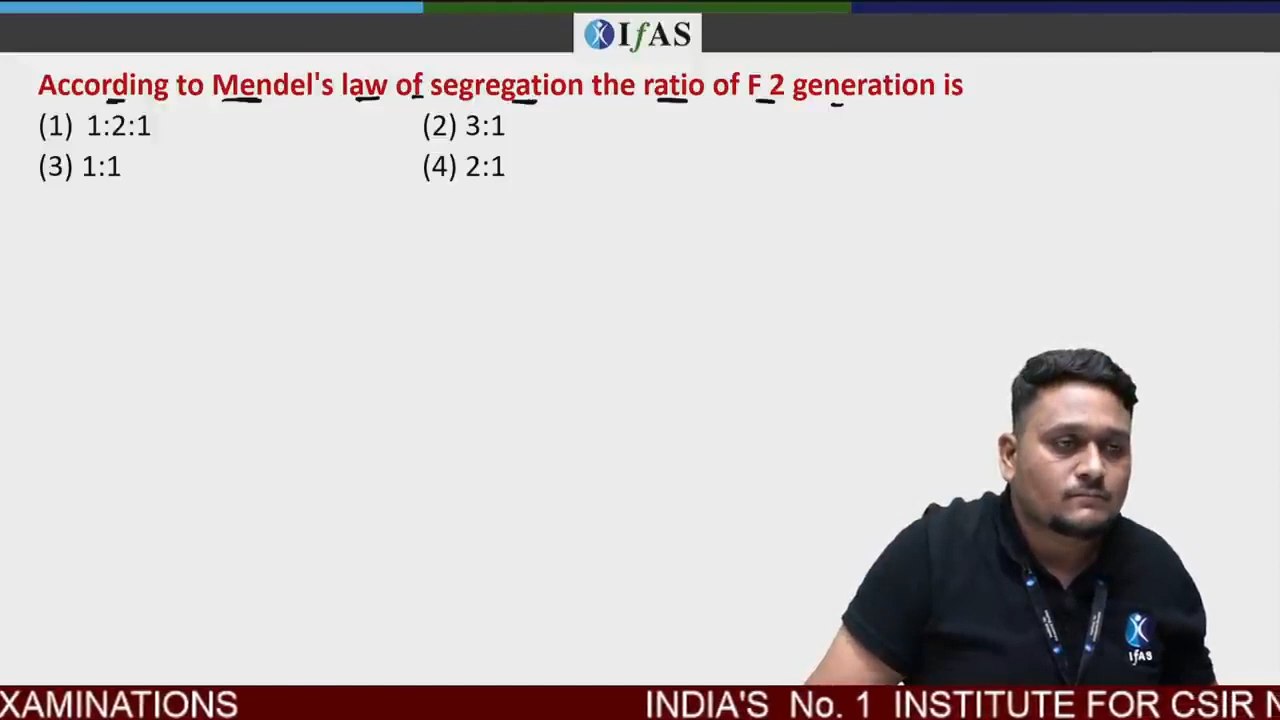 IfAS
According to Mendel's law of segregation the ratio of F 2 generation is
(1) 1:2:1 (2) 3:1
(3) 1:1 (4) 2:1
IfAS
XAMINATIONS INDIA'S No. 1 INSTITUTE FOR CSIR N